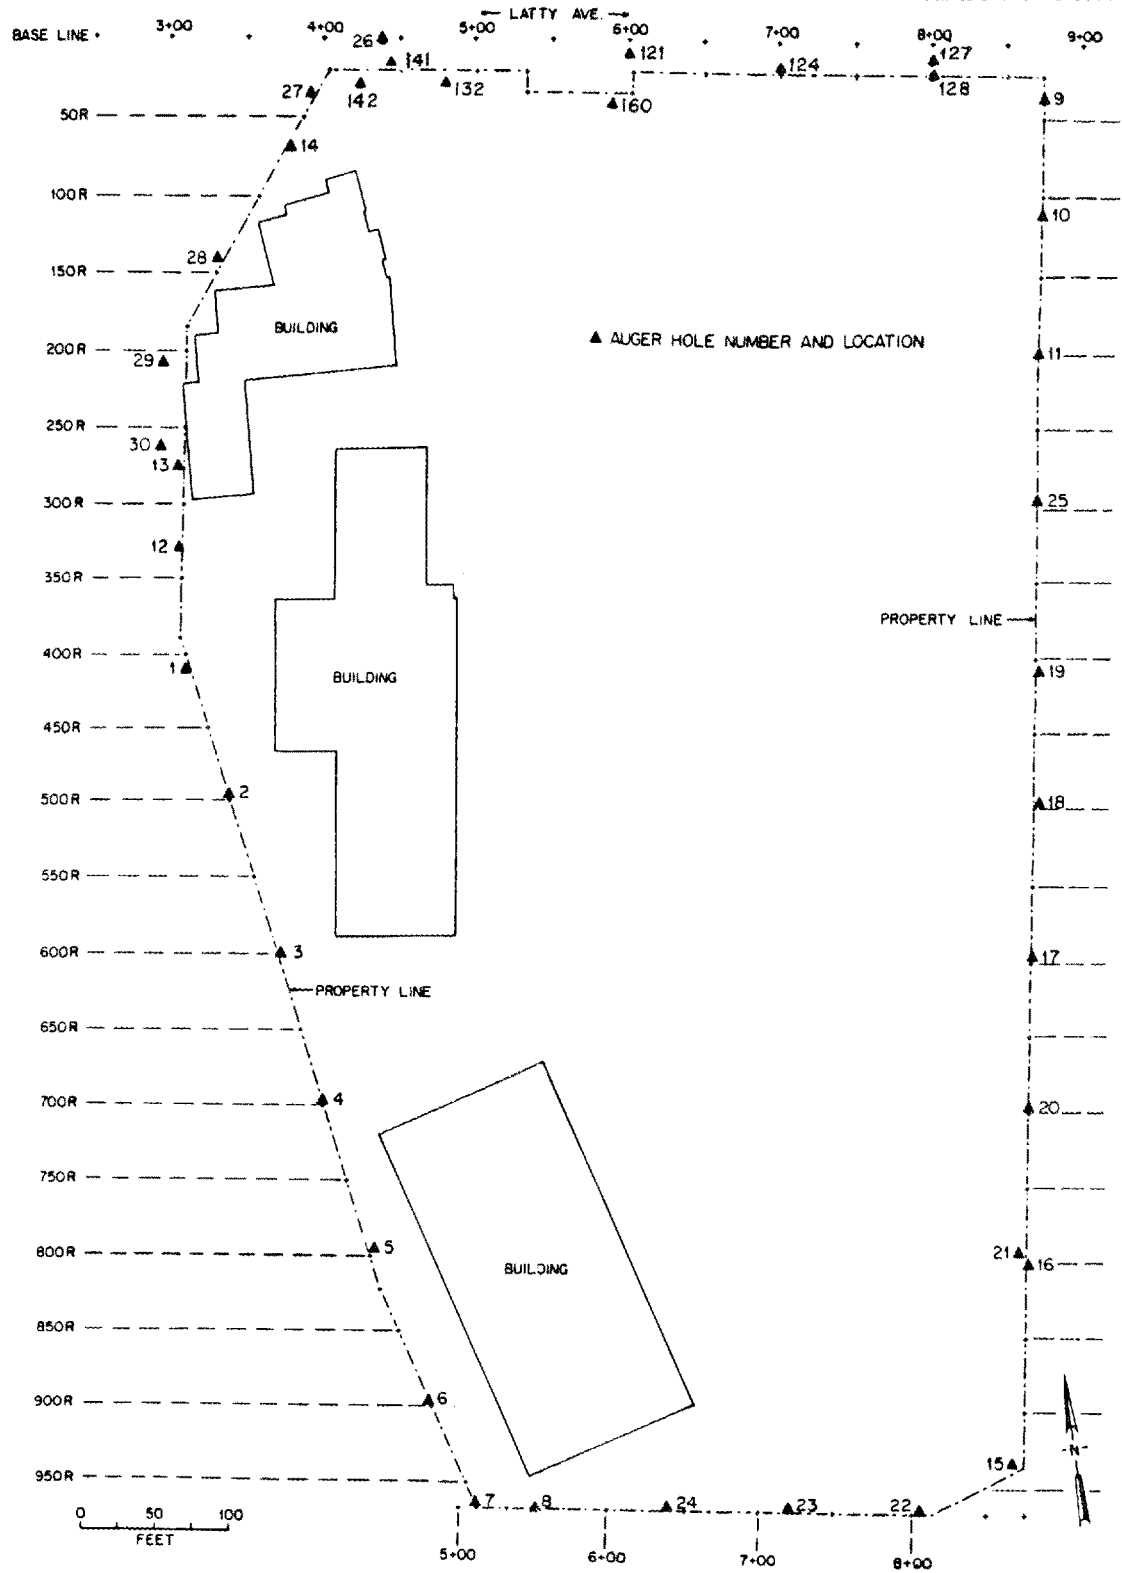 ← LATTY AVE. →
BASE LINE 3+00 4+00 5+00 6+00 7+00 8+00 9+00
26
141
121
124
127
128
27
142
132
160
9
50R
14
100R
10
28
150R
BUILDING
▲ AUGER HOLE NUMBER AND LOCATION
200R
29
11
250R
30
13
300R
25
12
350R
PROPERTY LINE
400R
1
BUILDING
19
450R
2
500R
18
550R
600R
3
17
PROPERTY LINE
650R
700R
4
20
750R
800R
5
21
16
BUILDING
850R
900R
6
N
950R
15
7
8
24
23
22
0 50 100
FEET
5+00 6+00 7+00 8+00